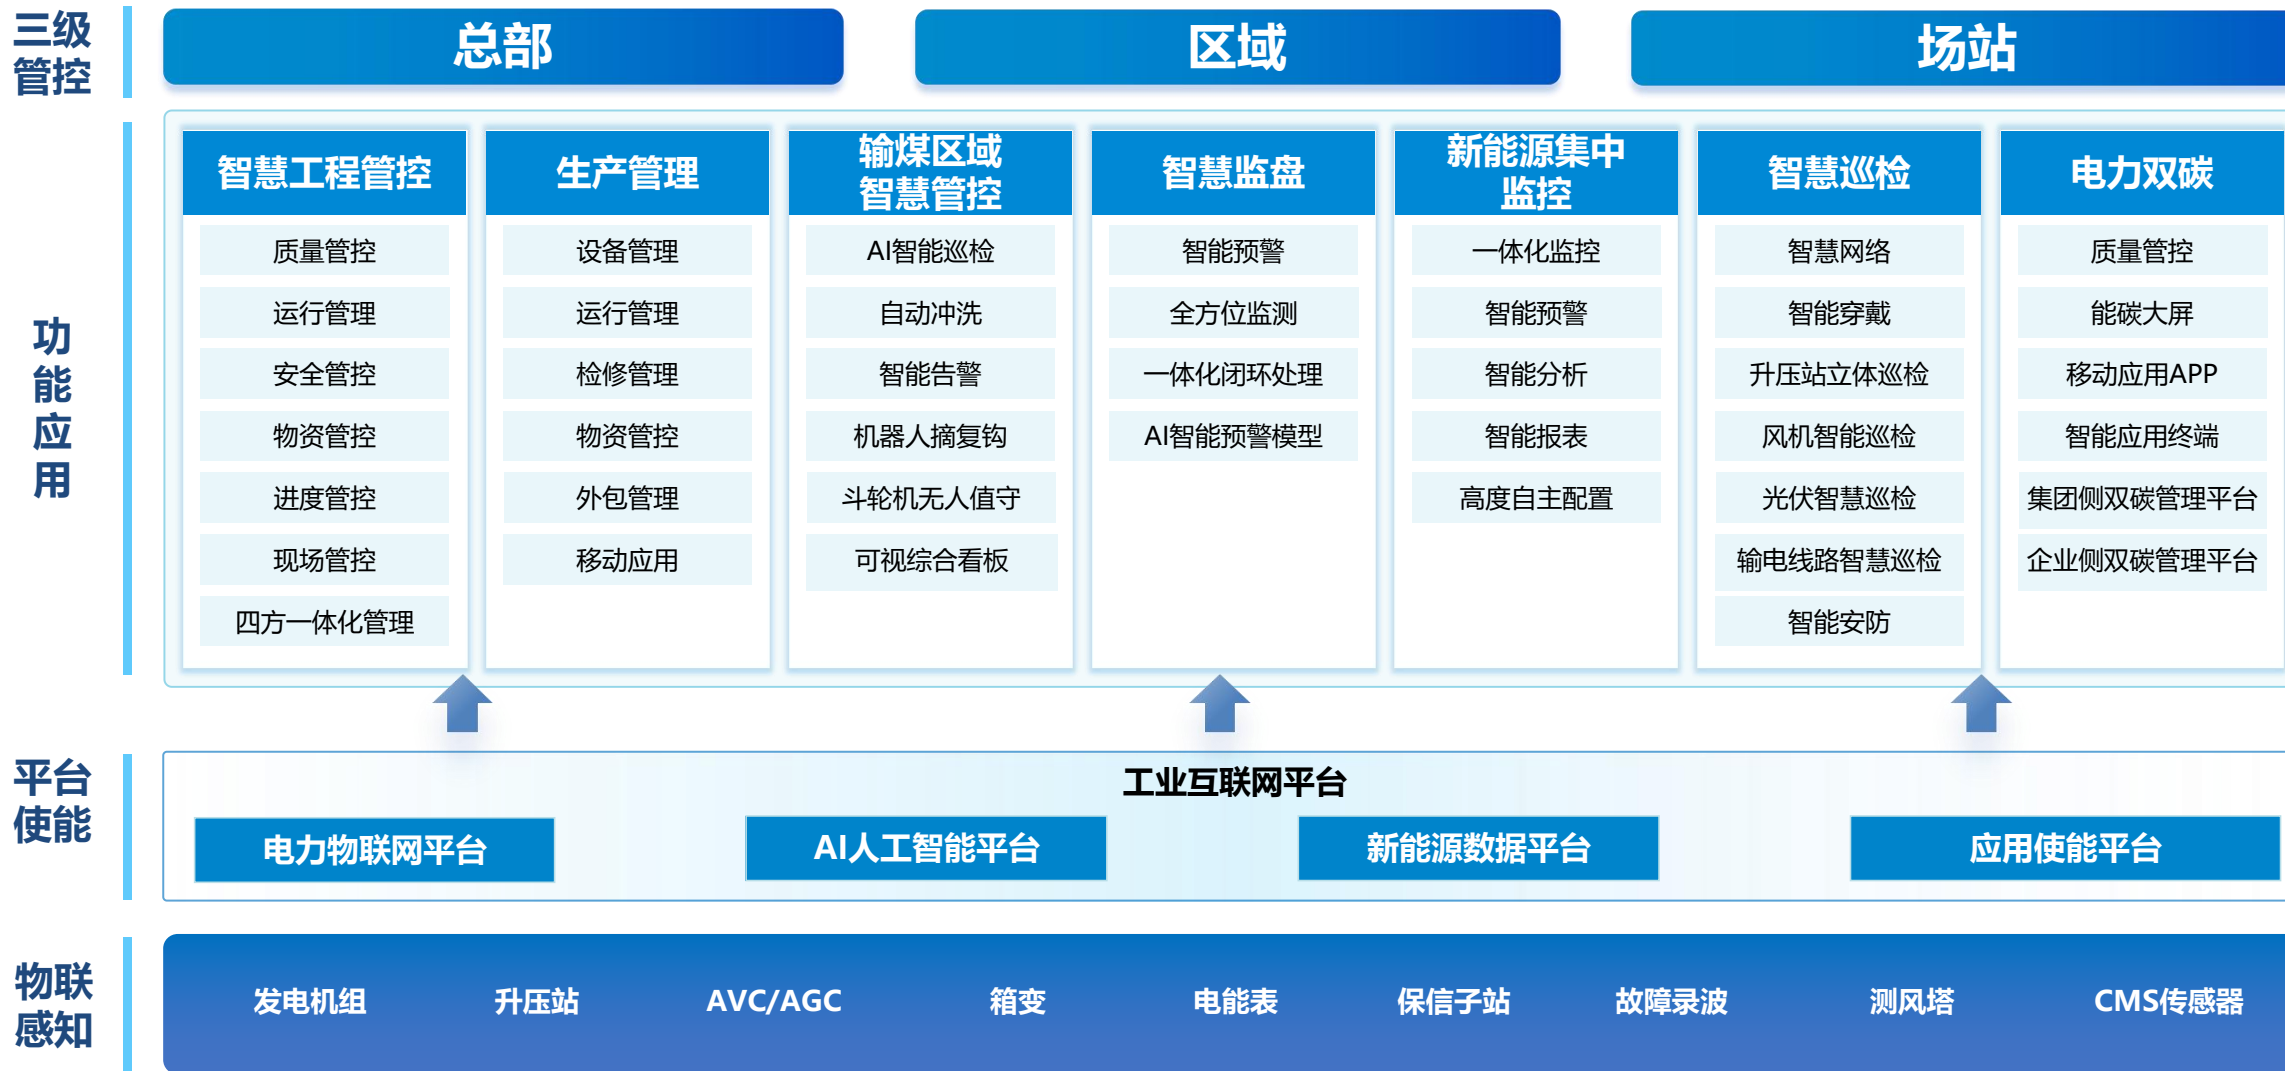 三级
管控
总部
区域
场站
功
能
应
用
智慧工程管控
质量管控
运行管理
安全管控
物资管控
进度管控
现场管控
四方一体化管理
生产管理
设备管理
运行管理
检修管理
物资管控
外包管理
移动应用
输煤区域
智慧管控
AI智能巡检
自动冲洗
智能告警
机器人摘复钩
斗轮机无人值守
可视综合看板
智慧监盘
智能预警
全方位监测
一体化闭环处理
AI智能预警模型
新能源集中
监控
一体化监控
智能预警
智能分析
智能报表
高度自主配置
智慧巡检
智慧网络
智能穿戴
升压站立体巡检
风机智能巡检
光伏智慧巡检
输电线路智慧巡检
智能安防
电力双碳
质量管控
能碳大屏
移动应用APP
智能应用终端
集团侧双碳管理平台
企业侧双碳管理平台
平台
使能
工业互联网平台
电力物联网平台
AI人工智能平台
新能源数据平台
应用使能平台
物联
感知
发电机组
升压站
AVC/AGC
箱变
电能表
保信子站
故障录波
测风塔
CMS传感器